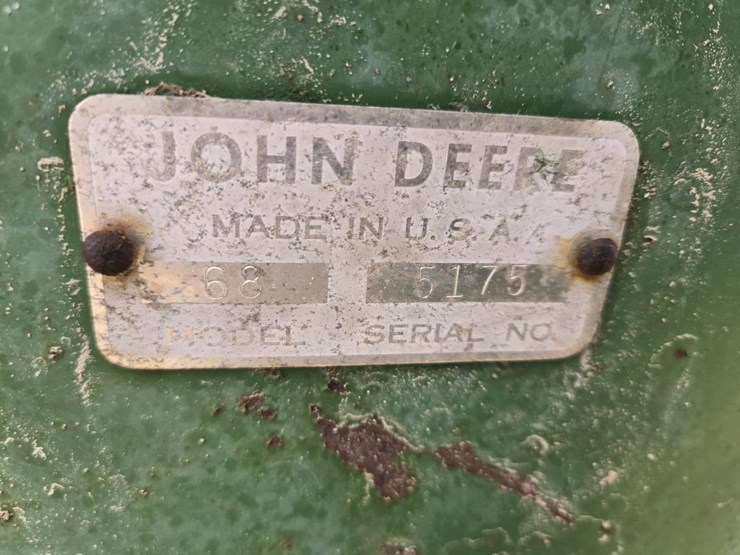 JOHN DEERE
MADE IN U.S.A.
68 5175
MODEL SERIAL NO.